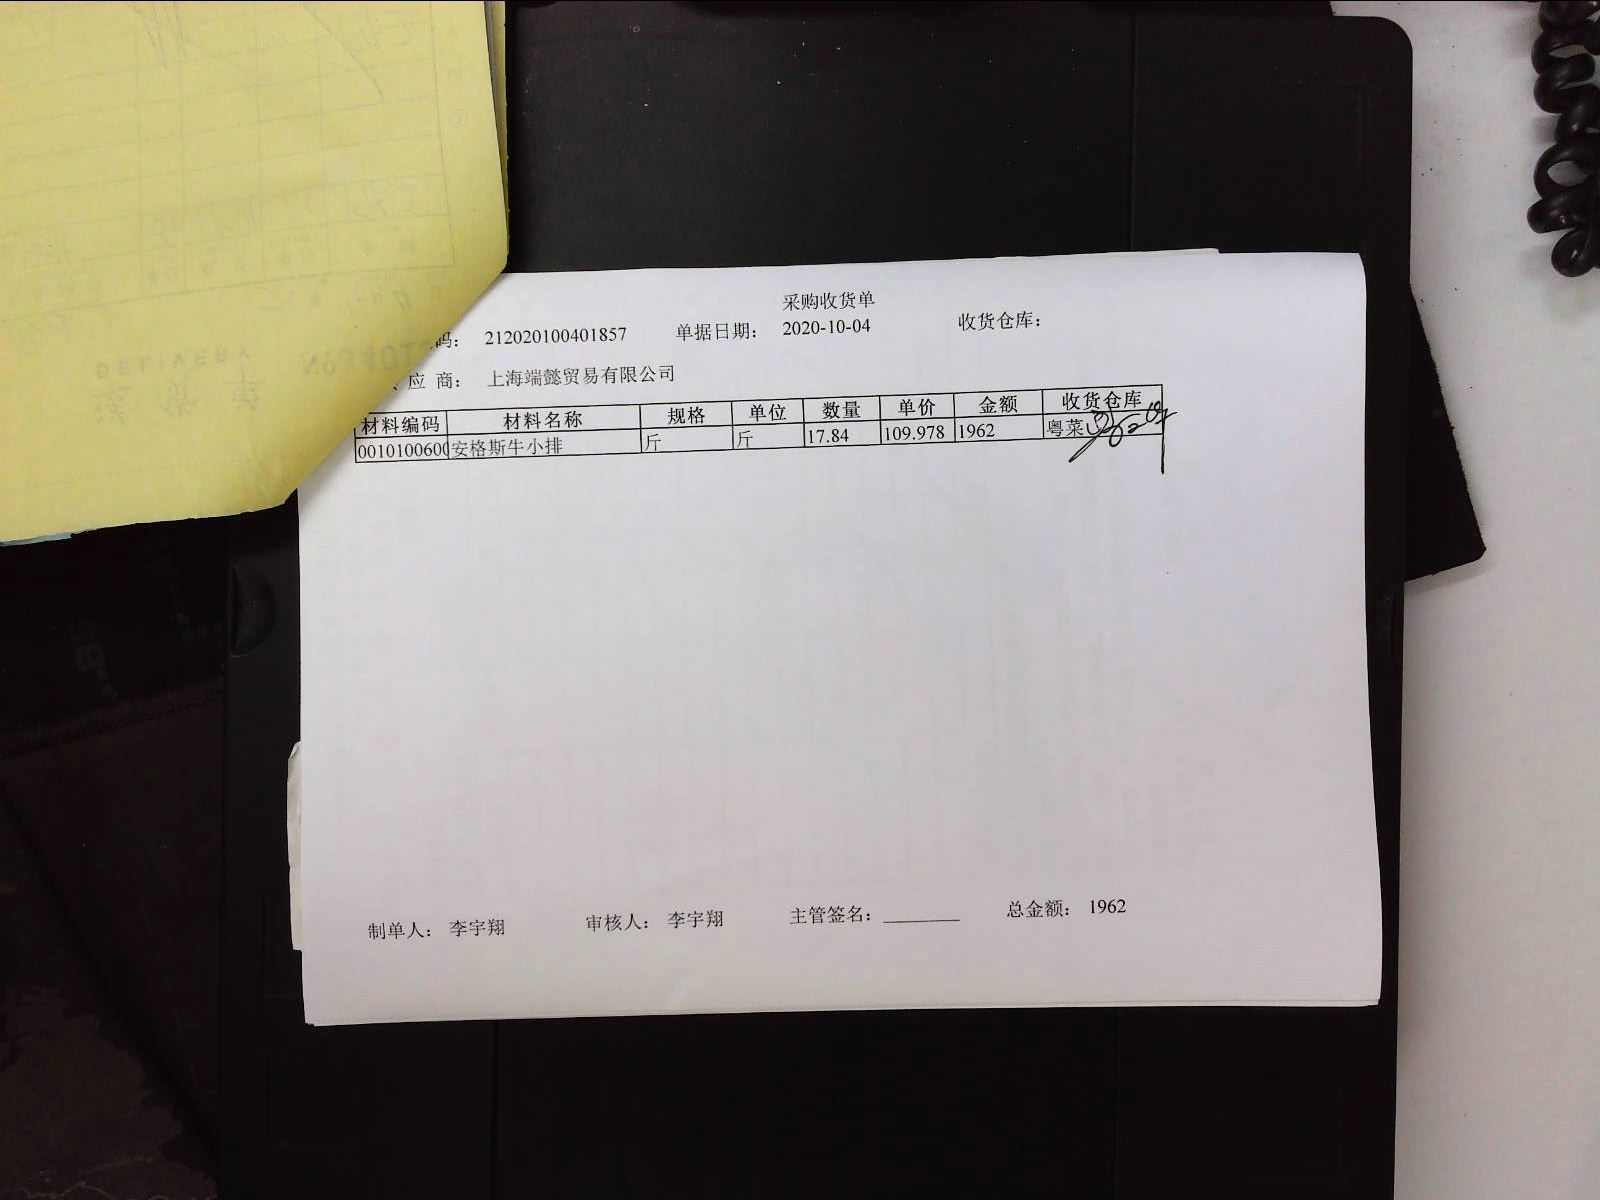 采购收货单
码： 212020100401857 单据日期： 2020-10-04 收货仓库：
应 商： 上海端懿贸易有限公司
材料编码 材料名称 规格 单位 数量 单价 金额 收货仓库
0010100600 安格斯牛小排 斤 斤 17.84 109.978 1962 粤菜
制单人： 李宇翔 审核人： 李宇翔 主管签名： 总金额： 1962